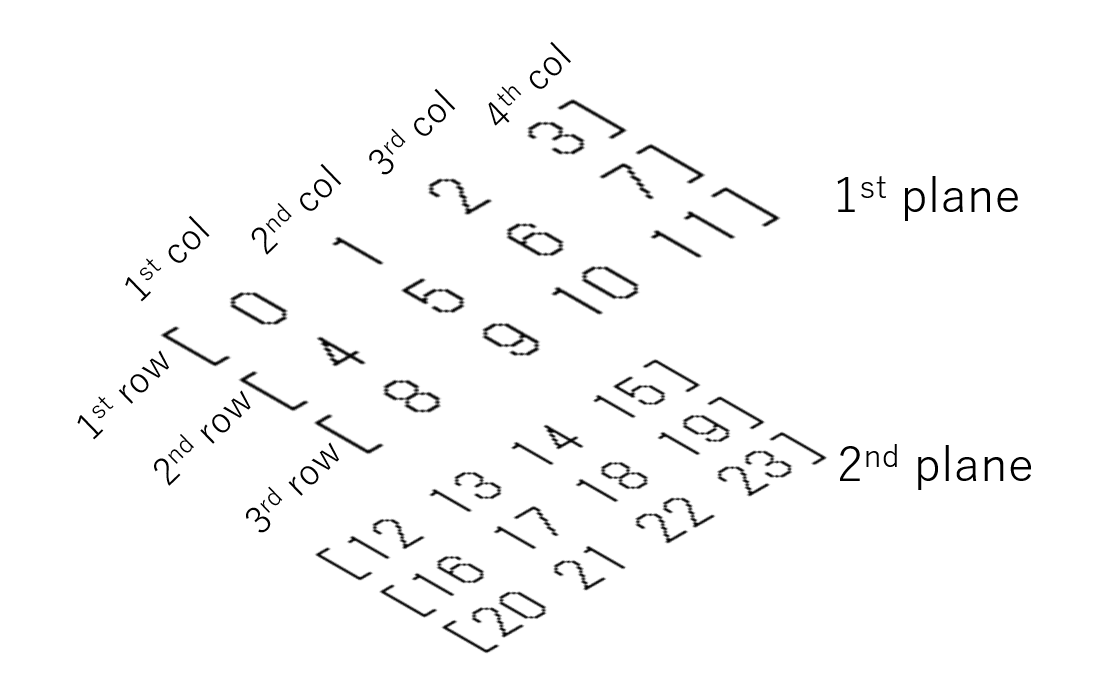 1st col
2nd col
3rd col
4th col
1st row
2nd row
3rd row
[ 0 1 2 3]
[ 4 5 6 7]
[ 8 9 10 11]
1st plane
[12 13 14 15]
[16 17 18 19]
[20 21 22 23]
2nd plane